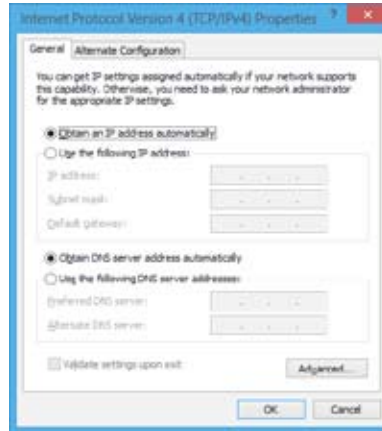 Internet Protocol Version 4 (TCP/IPv4) Properties
General
Alternate Configuration
You can get IP settings assigned automatically if your network supports
this capability. Otherwise, you need to ask your network administrator
for the appropriate IP settings.
Obtain an IP address automatically
Use the following IP address:
IP address:
Subnet mask:
Default gateway:
Obtain DNS server address automatically
Use the following DNS server addresses:
Preferred DNS server:
Alternate DNS server:
Validate settings upon exit
Advanced...
OK
Cancel